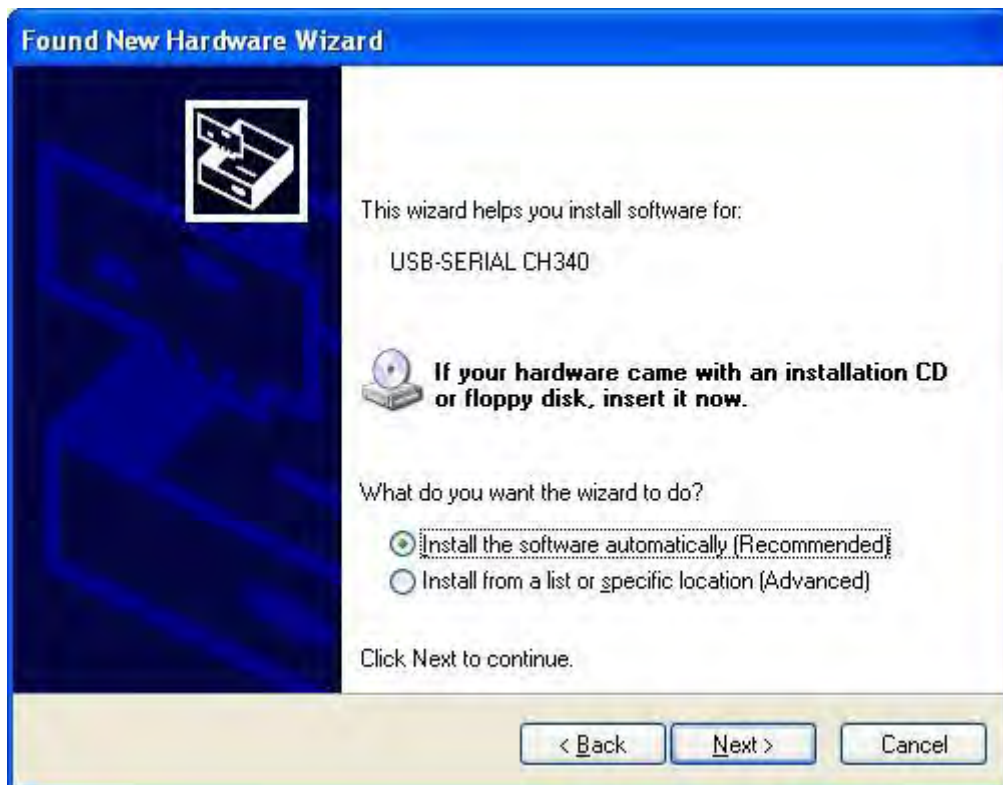 Found New Hardware Wizard
This wizard helps you install software for:
USB-SERIAL CH340
If your hardware came with an installation CD
or floppy disk, insert it now.
What do you want the wizard to do?
Install the software automatically (Recommended)
Install from a list or specific location (Advanced)
Click Next to continue.
< Back
Next >
Cancel